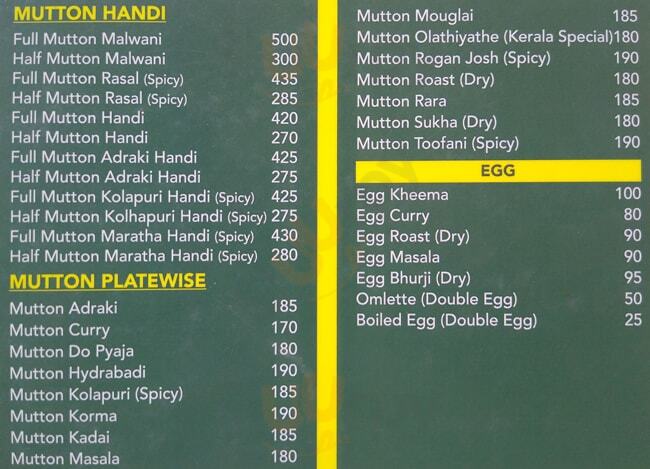 MUTTON HANDI
Full Mutton Malwani 500
Half Mutton Malwani 300
Full Mutton Rasal (Spicy) 435
Half Mutton Rasal (Spicy) 285
Full Mutton Handi 420
Half Mutton Handi 270
Full Mutton Adraki Handi 425
Half Mutton Adraki Handi 275
Full Mutton Kolapuri Handi (Spicy) 425
Half Mutton Kolhapuri Handi (Spicy) 275
Full Mutton Maratha Handi (Spicy) 430
Half Mutton Maratha Handi (Spicy) 280
MUTTON PLATEWISE
Mutton Adraki 185
Mutton Curry 170
Mutton Do Pyaja 180
Mutton Hydrabadi 190
Mutton Kolapuri (Spicy) 185
Mutton Korma 190
Mutton Kadai 185
Mutton Masala 180
Mutton Mouglai 185
Mutton Olathiyathe (Kerala Special) 180
Mutton Rogan Josh (Spicy) 190
Mutton Roast (Dry) 180
Mutton Rara 185
Mutton Sukha (Dry) 180
Mutton Toofani (Spicy) 190
EGG
Egg Kheema 100
Egg Curry 80
Egg Roast (Dry) 90
Egg Masala 90
Egg Bhurji (Dry) 95
Omlette (Double Egg) 50
Boiled Egg (Double Egg) 25